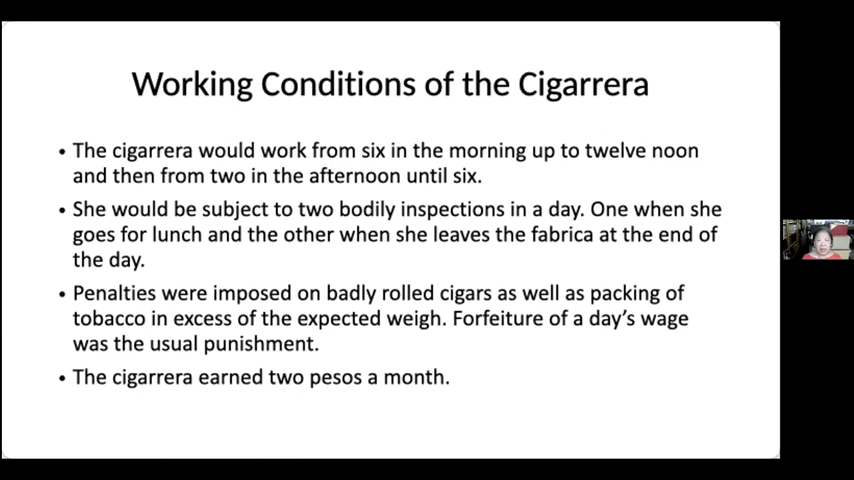 Working Conditions of the Cigarrera
• The cigarrera would work from six in the morning up to twelve noon
and then from two in the afternoon until six.
• She would be subject to two bodily inspections in a day. One when she
goes for lunch and the other when she leaves the fabrica at the end of
the day.
• Penalties were imposed on badly rolled cigars as well as packing of
tobacco in excess of the expected weigh. Forfeiture of a day's wage
was the usual punishment.
• The cigarrera earned two pesos a month.